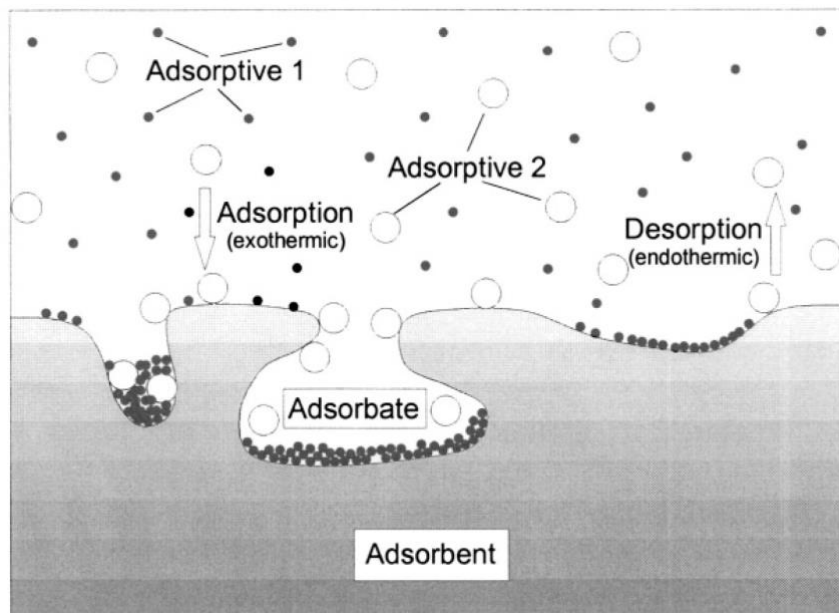 Adsorptive 1
Adsorptive 2
Adsorption
(exothermic)
Desorption
(endothermic)
Adsorbate
Adsorbent